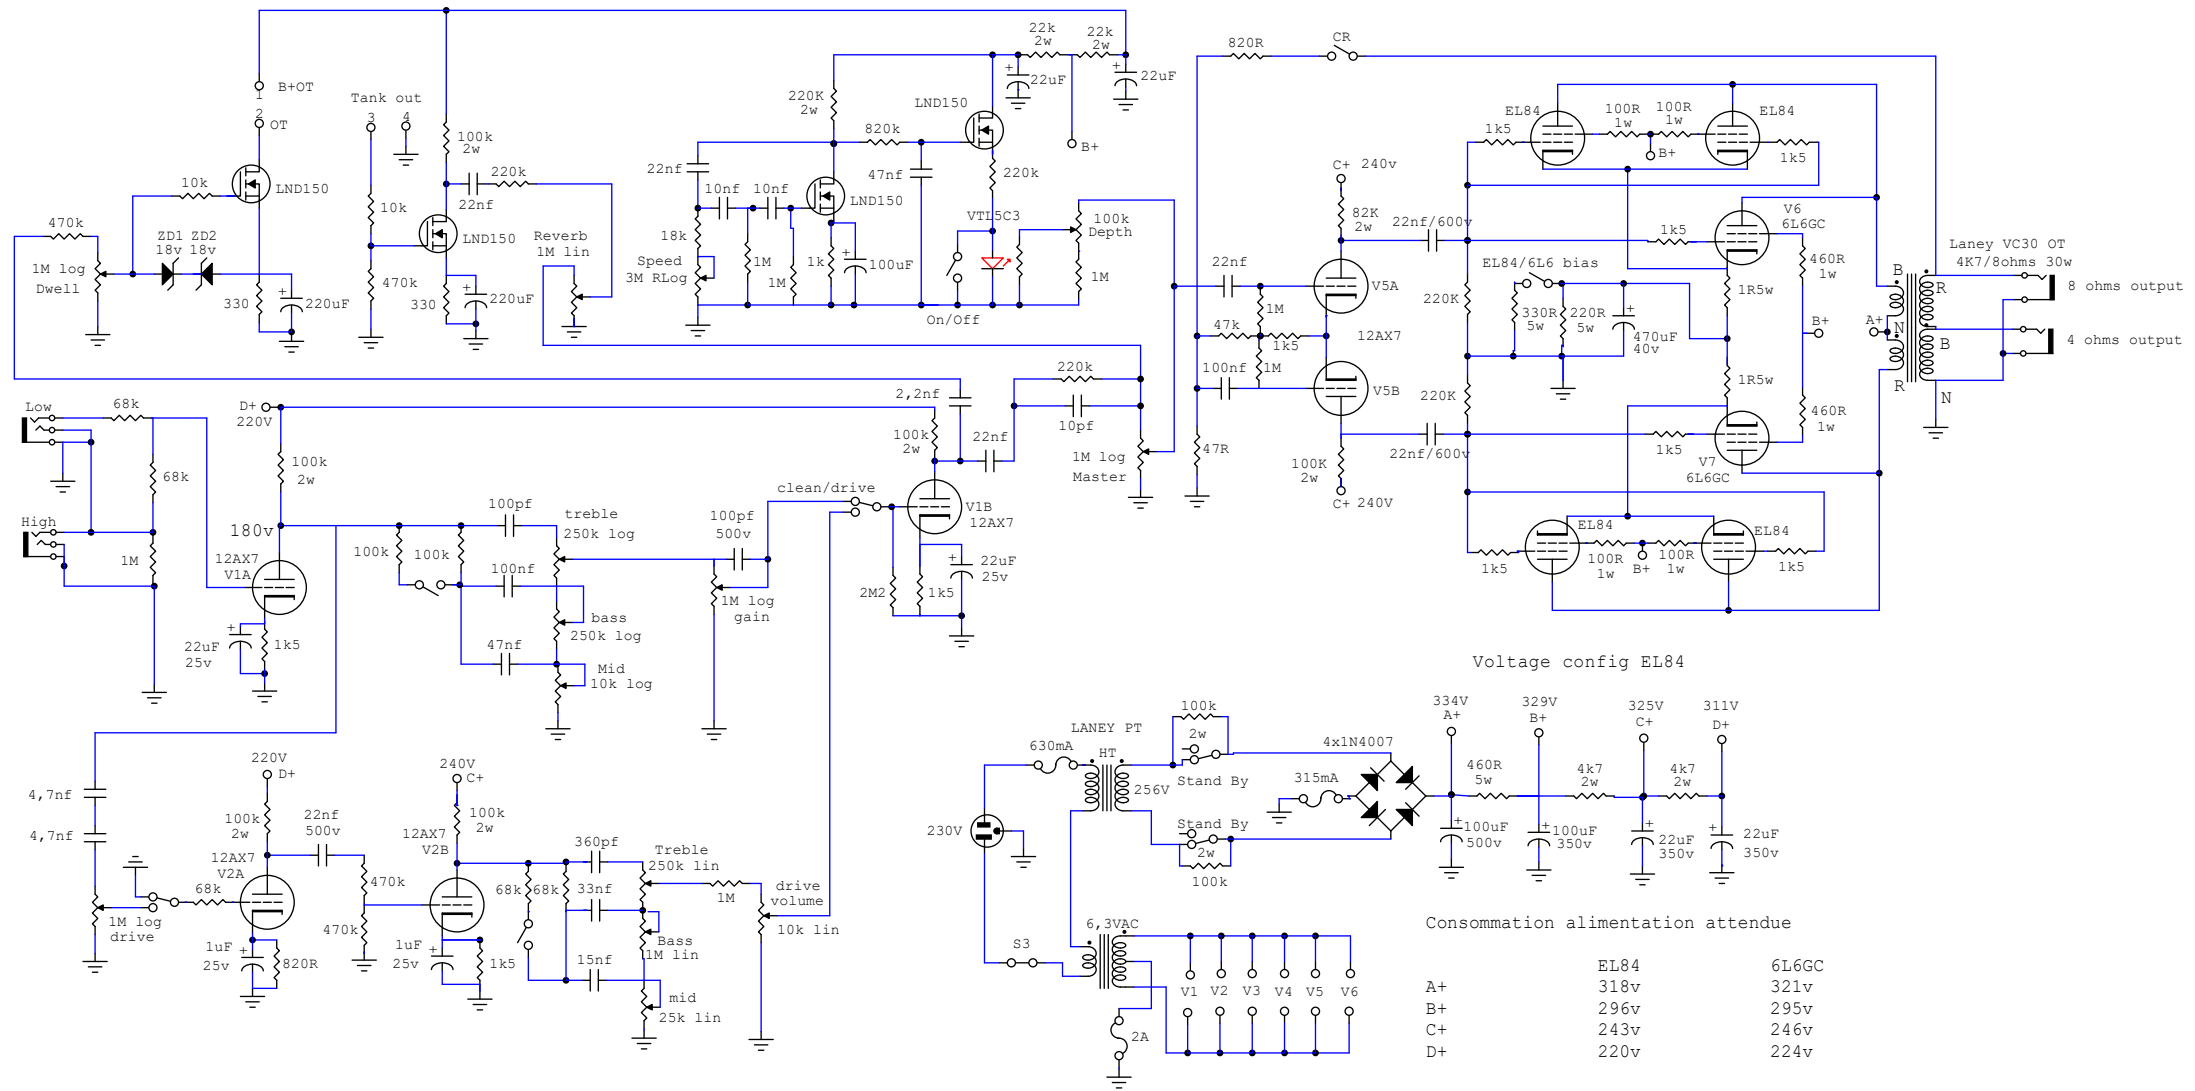 B+OT
1
2
OT
Tank out
3 4
100k
2w
10k
LND150
220k
22nf
10k
LND150
470k
ZD1 ZD2
18v 18v
1M log
Dwell
330
220uF
470k
330
220uF
Reverb
1M lin
22k
2w
22k
2w
22uF
22uF
B+
220K
2w
LND150
820k
22nf
47nf
220k
10nf 10nf
LND150
VTL5C3
18k
Speed
3M RLog
1M
1M
1k
100uF
On/Off
100k
Depth
1M
820R
CR
C+ 240v
82K
2w
22nf/600v
22nf
V5A
1M
47k
1k5
12AX7
1M
100nf
V5B
47R
100K
2w
C+ 240V
22nf/600v
220K
220K
EL84
100R
1w
100R
1w
EL84
1k5
B+
1k5
V6
6L6GC
1k5
460R
1w
EL84/6L6 bias
330R
5w
220R
5w
470uF
40v
1R5w
1R5w
B+
460R
1w
1k5
V7
6L6GC
Laney VC30 OT
4K7/8ohms 30w
B
R
8 ohms output
A+
N
B
4 ohms output
R
N
EL84
100R
1w
100R
1w
EL84
1k5
B+
1k5
Low
68k
68k
High
1M
D+
220V
100k
2w
180v
12AX7
V1A
22uF
25v
1k5
2,2nf
100k
2w
22nf
220k
10pf
1M log
Master
clean/drive
V1B
12AX7
100pf
treble
250k log
100k
100k
100nf
bass
250k log
47nf
Mid
10k log
100pf
500v
1M log
gain
2M2
1k5
22uF
25v
4,7nf
4,7nf
1M log
drive
68k
220V
D+
100k
2w
22nf
500v
12AX7
V2A
470k
470k
1uF
25v
820R
240V
C+
100k
2w
12AX7
V2B
1uF
25v
1k5
68k
68k
360pf
33nf
15nf
Treble
250k lin
Bass
1M lin
mid
25k lin
1M
drive
volume
10k lin
Voltage config EL84
LANEY PT
630mA
HT
256V
230V
100k
2w
Stand By
Stand By
2w
100k
315mA
4x1N4007
334V
A+
329V
B+
325V
C+
311V
D+
460R
5w
4k7
2w
4k7
2w
100uF
500v
100uF
350v
22uF
350v
22uF
350v
S3
6,3VAC
2A
V1 V2 V3 V4 V5 V6
Consommation alimentation attendue
EL84 6L6GC
A+ 318v 321v
B+ 296v 295v
C+ 243v 246v
D+ 220v 224v